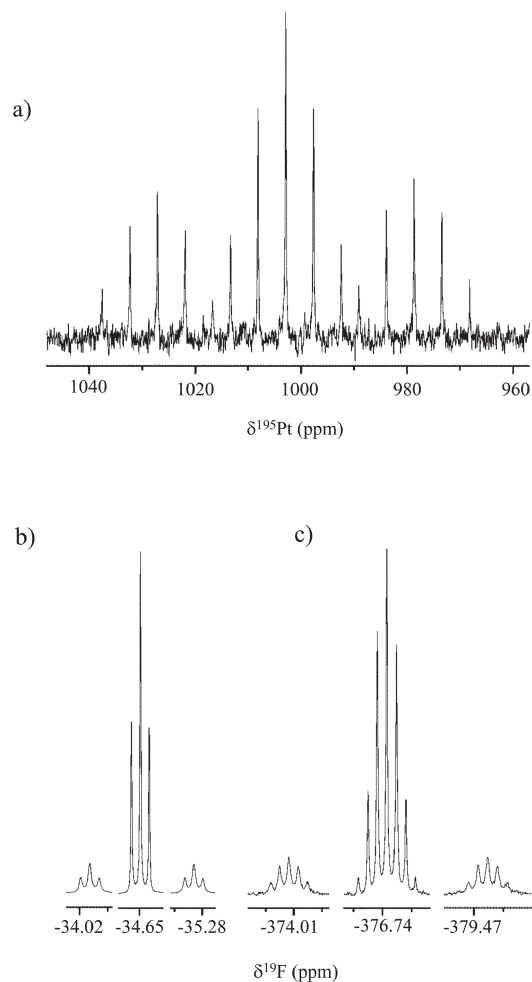 a)
1040 1020 1000 980 960
δ¹⁹⁵Pt (ppm)
b) c)
-34.02 -34.65 -35.28 -374.01 -376.74 -379.47
δ¹⁹F (ppm)